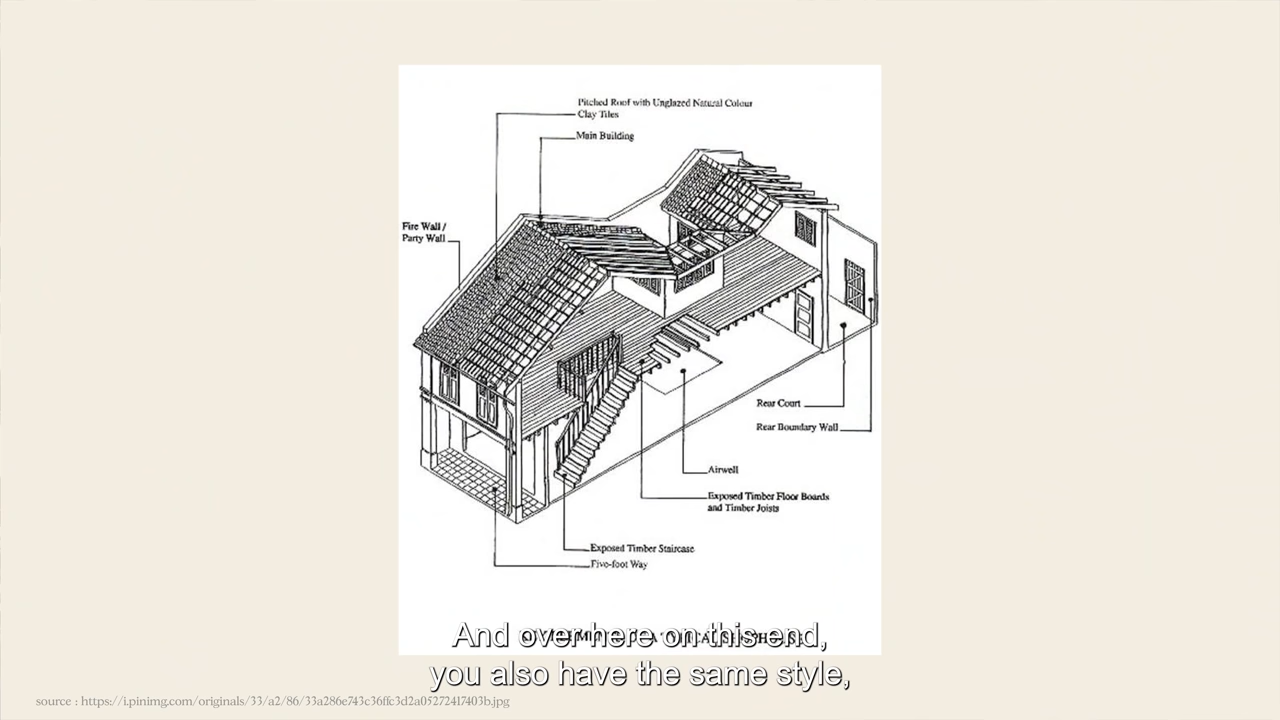 Pitched Roof with Unglazed Natural Colour
Clay Tiles
Main Building
Fire Wall /
Party Wall
Rear Court
Rear Boundary Wall
Airwell
Exposed Timber Floor Boards
and Timber Joists
Exposed Timber Staircase
Five-foot Way
And over here on this end,
you also have the same style,
source : https://i.pinimg.com/originals/33/a2/86/33a286e743c36ffc3d2a05272417403b.jpg